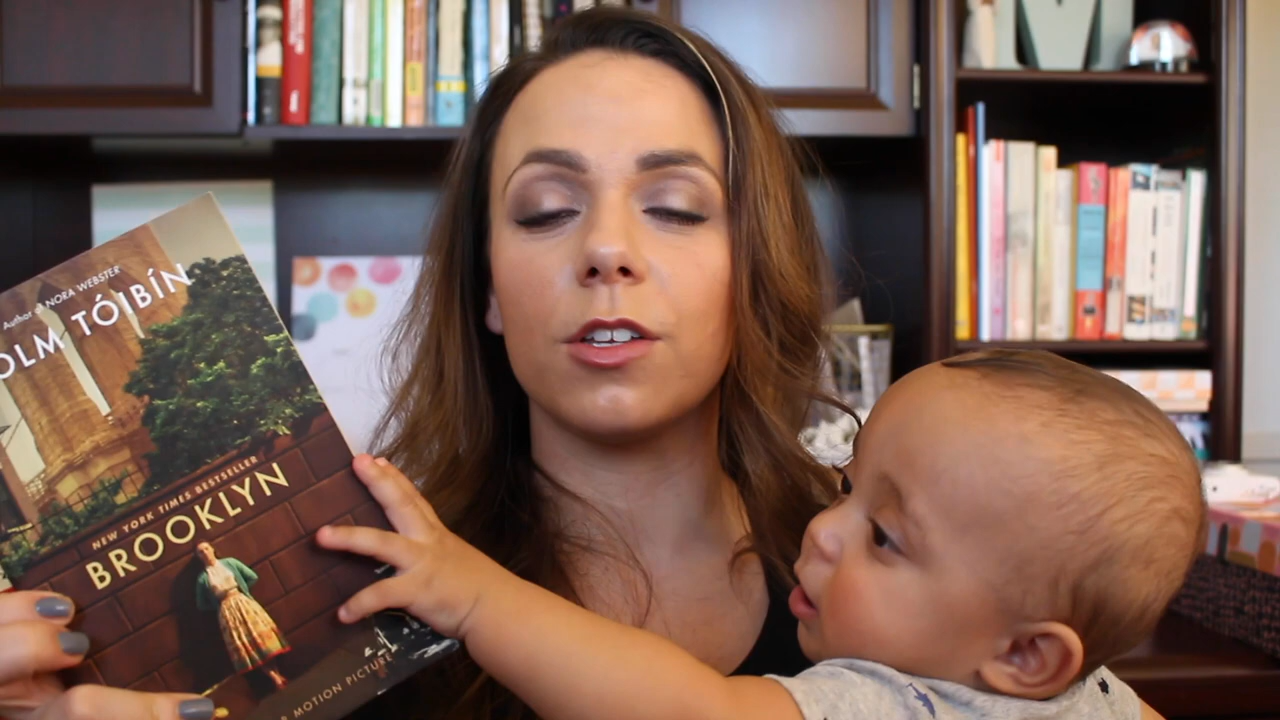 Author of NORA WEBSTER
OLM TÓIBÍN
NEW YORK TIMES BESTSELLER
BROOKLYN
MOTION PICTURE